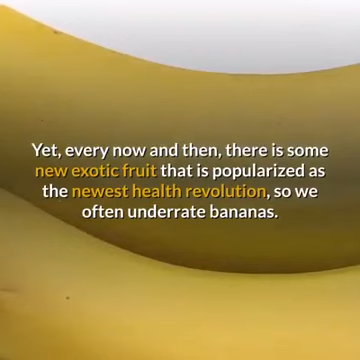 Yet, every now and then, there is some
new exotic fruit that is popularized as
the newest health revolution, so we
often underrate bananas.